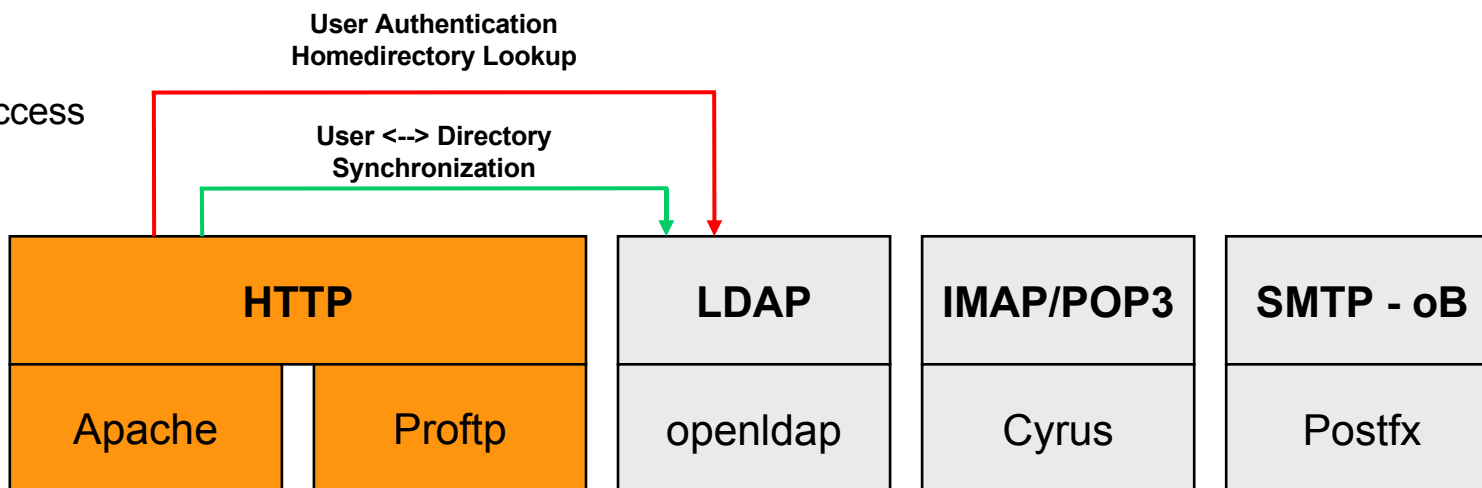 User Authentication
Homedirectory Lookup
ccess
User <--> Directory
Synchronization
HTTP
LDAP
IMAP/POP3
SMTP - oB
Apache
Proftp
openldap
Cyrus
Postfx